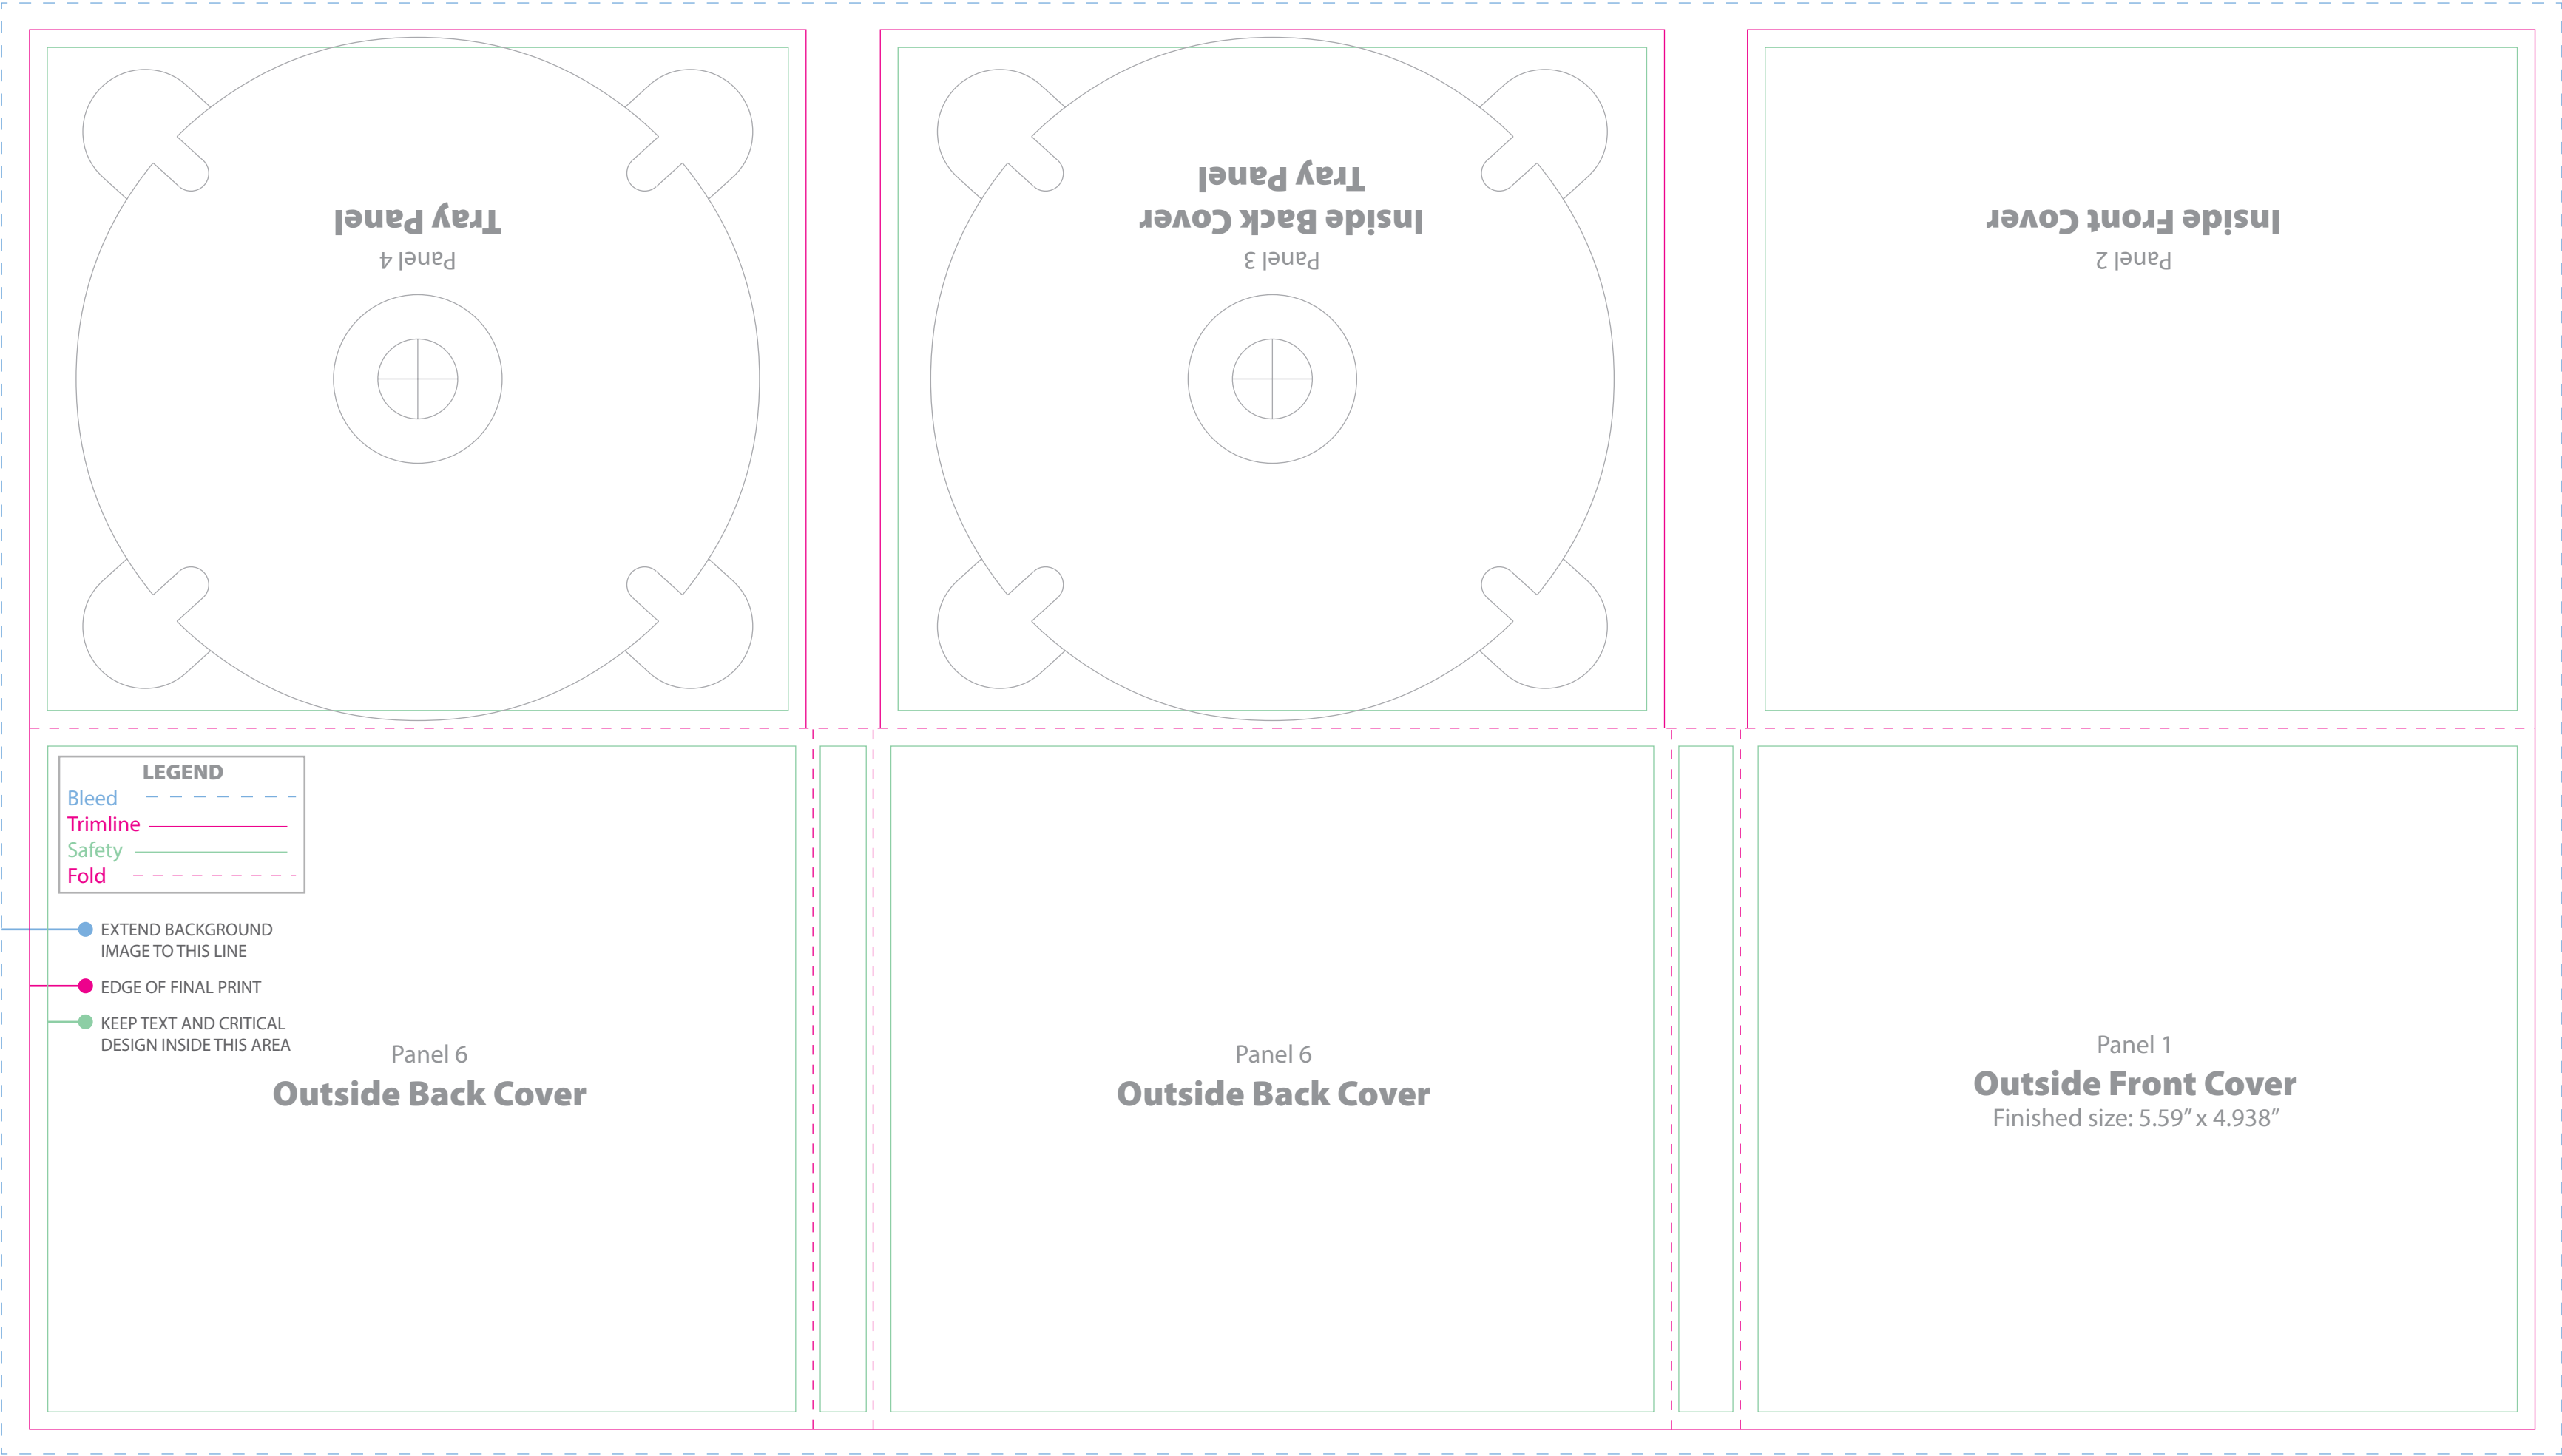 Tray Panel
Panel 4
Inside Back Cover
Tray Panel
Panel 3
Inside Front Cover
Panel 2
LEGEND
Bleed
Trimline
Safety
Fold
EXTEND BACKGROUND
IMAGE TO THIS LINE
EDGE OF FINAL PRINT
KEEP TEXT AND CRITICAL
DESIGN INSIDE THIS AREA
Panel 6
Outside Back Cover
Panel 6
Outside Back Cover
Panel 1
Outside Front Cover
Finished size: 5.59” x 4.938”